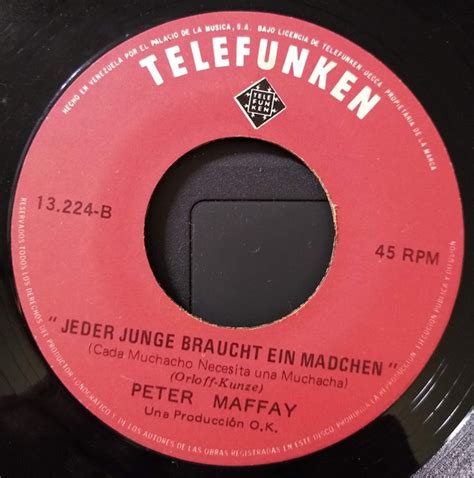 HECHO EN VENEZUELA POR EL PALACIO DE LA MUSICA, S.A. BAJO LICENCIA DE TELEFUNKEN-DECCA PROPIETARIA DE LA MARCA
TELEFUNKEN
TELE
FUN
KEN
13.224-B
45 RPM
"JEDER JUNGE BRAUCHT EIN MADCHEN"
(Cada Muchacho Necesita una Muchacha)
(Orloff-Kunze)
PETER MAFFAY
Una Producción O.K.
RESERVADOS TODOS LOS DERECHOS DEL PRODUCTOR FONOGRAFICO Y DE LOS AUTORES DE LAS OBRAS REGISTRADAS EN ESTE DISCO, PROHIBIDA LA EJECUCION PUBLICA Y DIFUSION